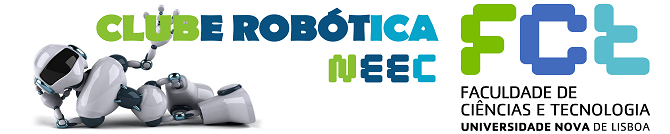 CLUBE ROBÓTICA
NEEC
FCt
FACULDADE DE
CIÊNCIAS E TECNOLOGIA
UNIVERSIDADE NOVA DE LISBOA